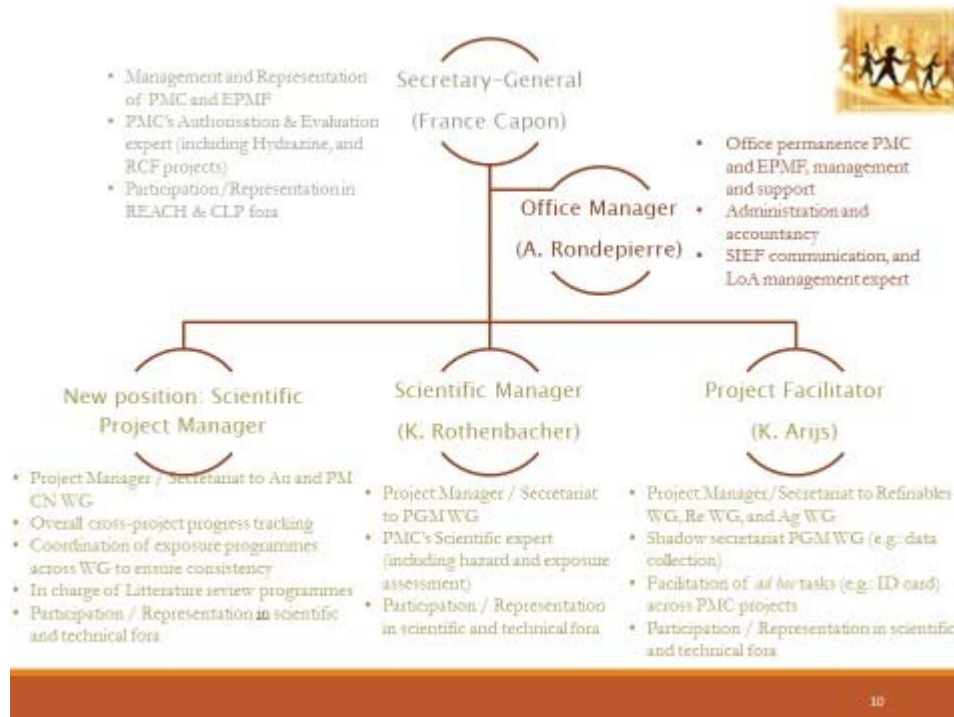 • Management and Representation
of PMC and EPMF
• PMC's Authorisation & Evaluation
expert (including Hydrazine, and
RCF projects)
• Participation/Representation in
REACH & CLP fora
Secretary-General
(France Capon)
Office Manager
(A. Rondepierre)
• Office permanence PMC
and EPMF, management
and support
• Administration and
accountancy
• SIEF communication, and
LoA management expert
New position: Scientific
Project Manager
• Project Manager / Secretariat to Au and PM
CN WG
• Overall cross-project progress tracking
• Coordination of exposure programmes
across WG to ensure consistency
• In charge of Litterature review programmes
• Participation / Representation in scientific
and technical fora
Scientific Manager
(K. Rothenbacher)
• Project Manager / Secretariat
to PGM WG
• PMC's Scientific expert
(including hazard and exposure
assessment)
• Participation / Representation
in scientific and technical fora
Project Facilitator
(K. Arijs)
• Project Manager/Secretariat to Refinables
WG, Re WG, and Ag WG
• Shadow secretariat PGM WG (e.g.: data
collection)
• Facilitation of ad hoc tasks (e.g.: ID card)
across PMC projects
• Participation / Representation in scientific
and technical fora
10